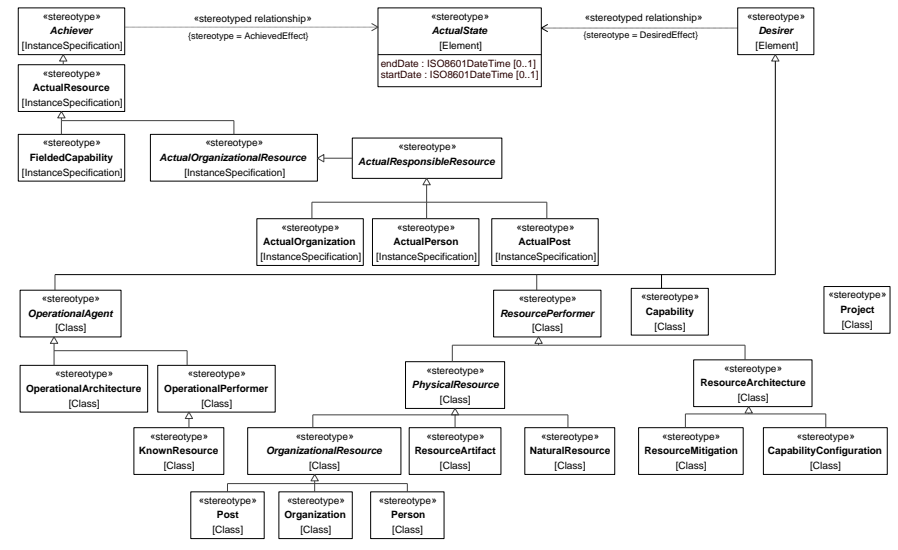 «stereotype»
Achiever
[InstanceSpecification]
«stereotyped relationship»
{stereotype = AchievedEffect}
«stereotype»
ActualState
[Element]
endDate : ISO8601DateTime [0..1]
startDate : ISO8601DateTime [0..1]
«stereotyped relationship»
{stereotype = DesiredEffect}
«stereotype»
Desirer
[Element]
«stereotype»
ActualResource
[InstanceSpecification]
«stereotype»
FieldedCapability
[InstanceSpecification]
«stereotype»
ActualOrganizationalResource
[InstanceSpecification]
«stereotype»
ActualResponsibleResource
«stereotype»
ActualOrganization
[InstanceSpecification]
«stereotype»
ActualPerson
[InstanceSpecification]
«stereotype»
ActualPost
[InstanceSpecification]
«stereotype»
OperationalAgent
[Class]
«stereotype»
ResourcePerformer
[Class]
«stereotype»
Capability
[Class]
«stereotype»
Project
[Class]
«stereotype»
OperationalArchitecture
[Class]
«stereotype»
OperationalPerformer
[Class]
«stereotype»
PhysicalResource
[Class]
«stereotype»
ResourceArchitecture
[Class]
«stereotype»
KnownResource
[Class]
«stereotype»
OrganizationalResource
[Class]
«stereotype»
ResourceArtifact
[Class]
«stereotype»
NaturalResource
[Class]
«stereotype»
ResourceMitigation
[Class]
«stereotype»
CapabilityConfiguration
[Class]
«stereotype»
Post
[Class]
«stereotype»
Organization
[Class]
«stereotype»
Person
[Class]